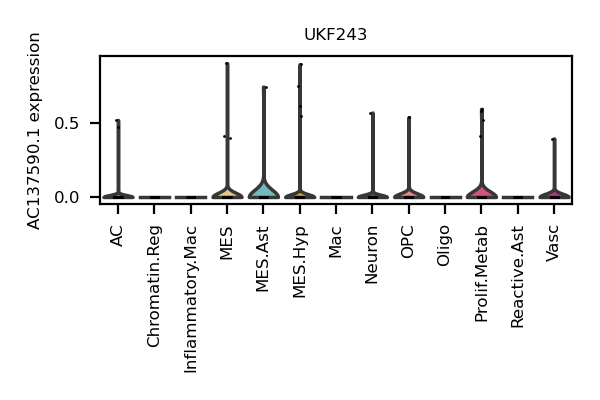 UKF243
AC137590.1 expression
0.5
0.0
AC
Chromatin.Reg
Inflammatory.Mac
MES
MES.Ast
MES.Hyp
Mac
Neuron
OPC
Oligo
Prolif.Metab
Reactive.Ast
Vasc